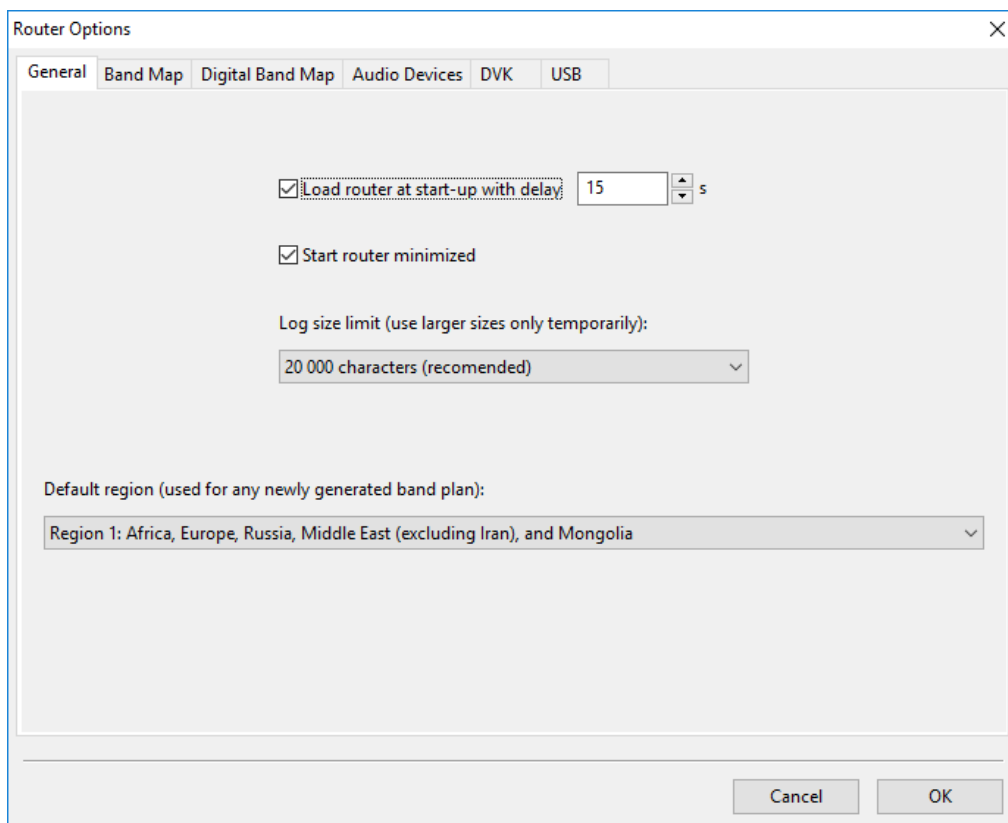 Router Options
General Band Map Digital Band Map Audio Devices DVK USB
Load router at start-up with delay 15 s
Start router minimized
Log size limit (use larger sizes only temporarily):
20 000 characters (recomended)
Default region (used for any newly generated band plan):
Region 1: Africa, Europe, Russia, Middle East (excluding Iran), and Mongolia
Cancel OK